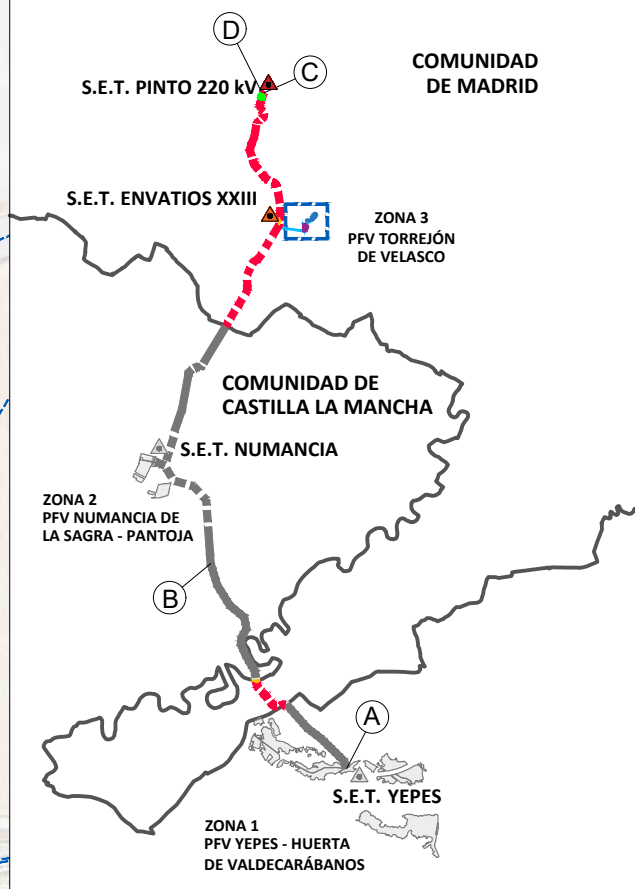 D
C
COMUNIDAD
DE MADRID
S.E.T. PINTO 220 kV
S.E.T. ENVATIOS XXIII
ZONA 3
PFV TORREJÓN
DE VELASCO
COMUNIDAD DE
CASTILLA LA MANCHA
S.E.T. NUMANCIA
ZONA 2
PFV NUMANCIA DE
LA SAGRA - PANTOJA
B
A
S.E.T. YEPES
ZONA 1
PFV YEPES - HUERTA
DE VALDECARÁBANOS